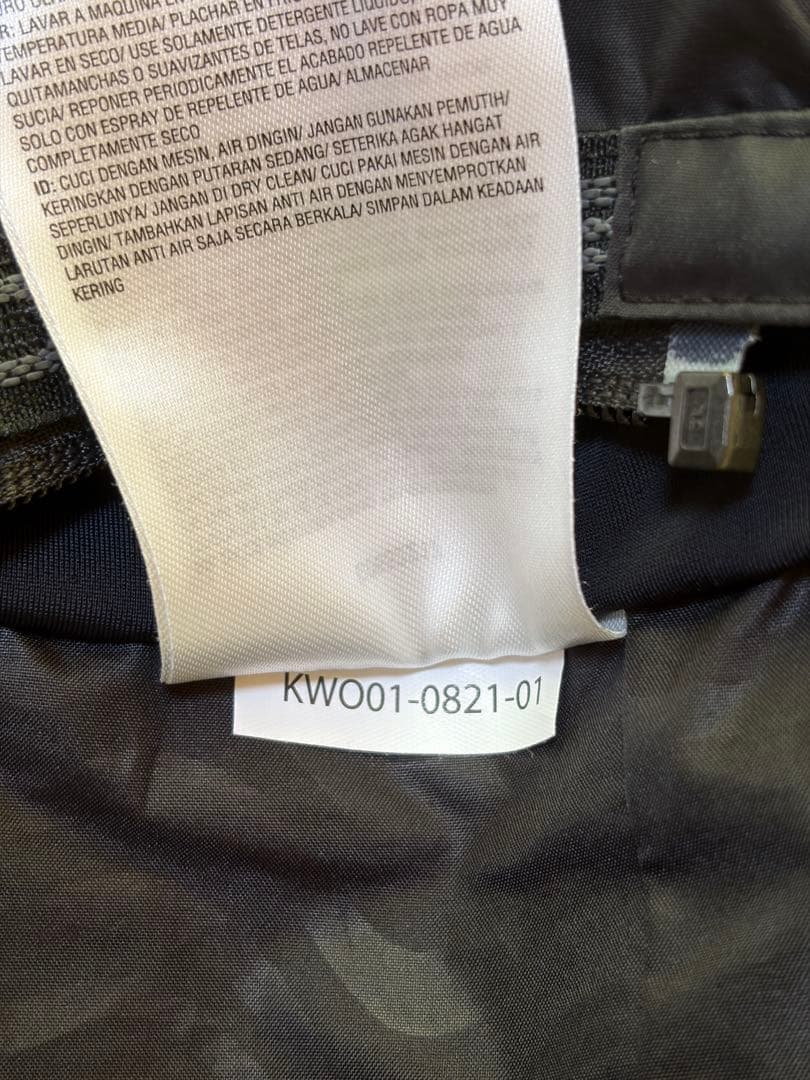 R: LAVAR A MAQUINA EN
TEMPERATURA MEDIA/ PLACHAR EN
LAVAR EN SECO/ USE SOLAMENTE DETERGENTE LIQUIDO,
QUITAMANCHAS O SUAVIZANTES DE TELAS, NO LAVE CON ROPA MUY
SUCIA/ REPONER PERIODICAMENTE EL ACABADO REPELENTE DE AGUA
SOLO CON ESPRAY DE REPELENTE DE AGUA/ ALMACENAR
COMPLETAMENTE SECO
ID: CUCI DENGAN MESIN, AIR DINGIN/ JANGAN GUNAKAN PEMUTIH/
KERINGKAN DENGAN PUTARAN SEDANG/ SETERIKA AGAK HANGAT
SEPERLUNYA/ JANGAN DI DRY CLEAN/ CUCI PAKAI MESIN DENGAN AIR
DINGIN/ TAMBAHKAN LAPISAN ANTI AIR DENGAN MENYEMPROTKAN
LARUTAN ANTI AIR SAJA SECARA BERKALA/ SIMPAN DALAM KEADAAN
KERING
KWO01-0821-01